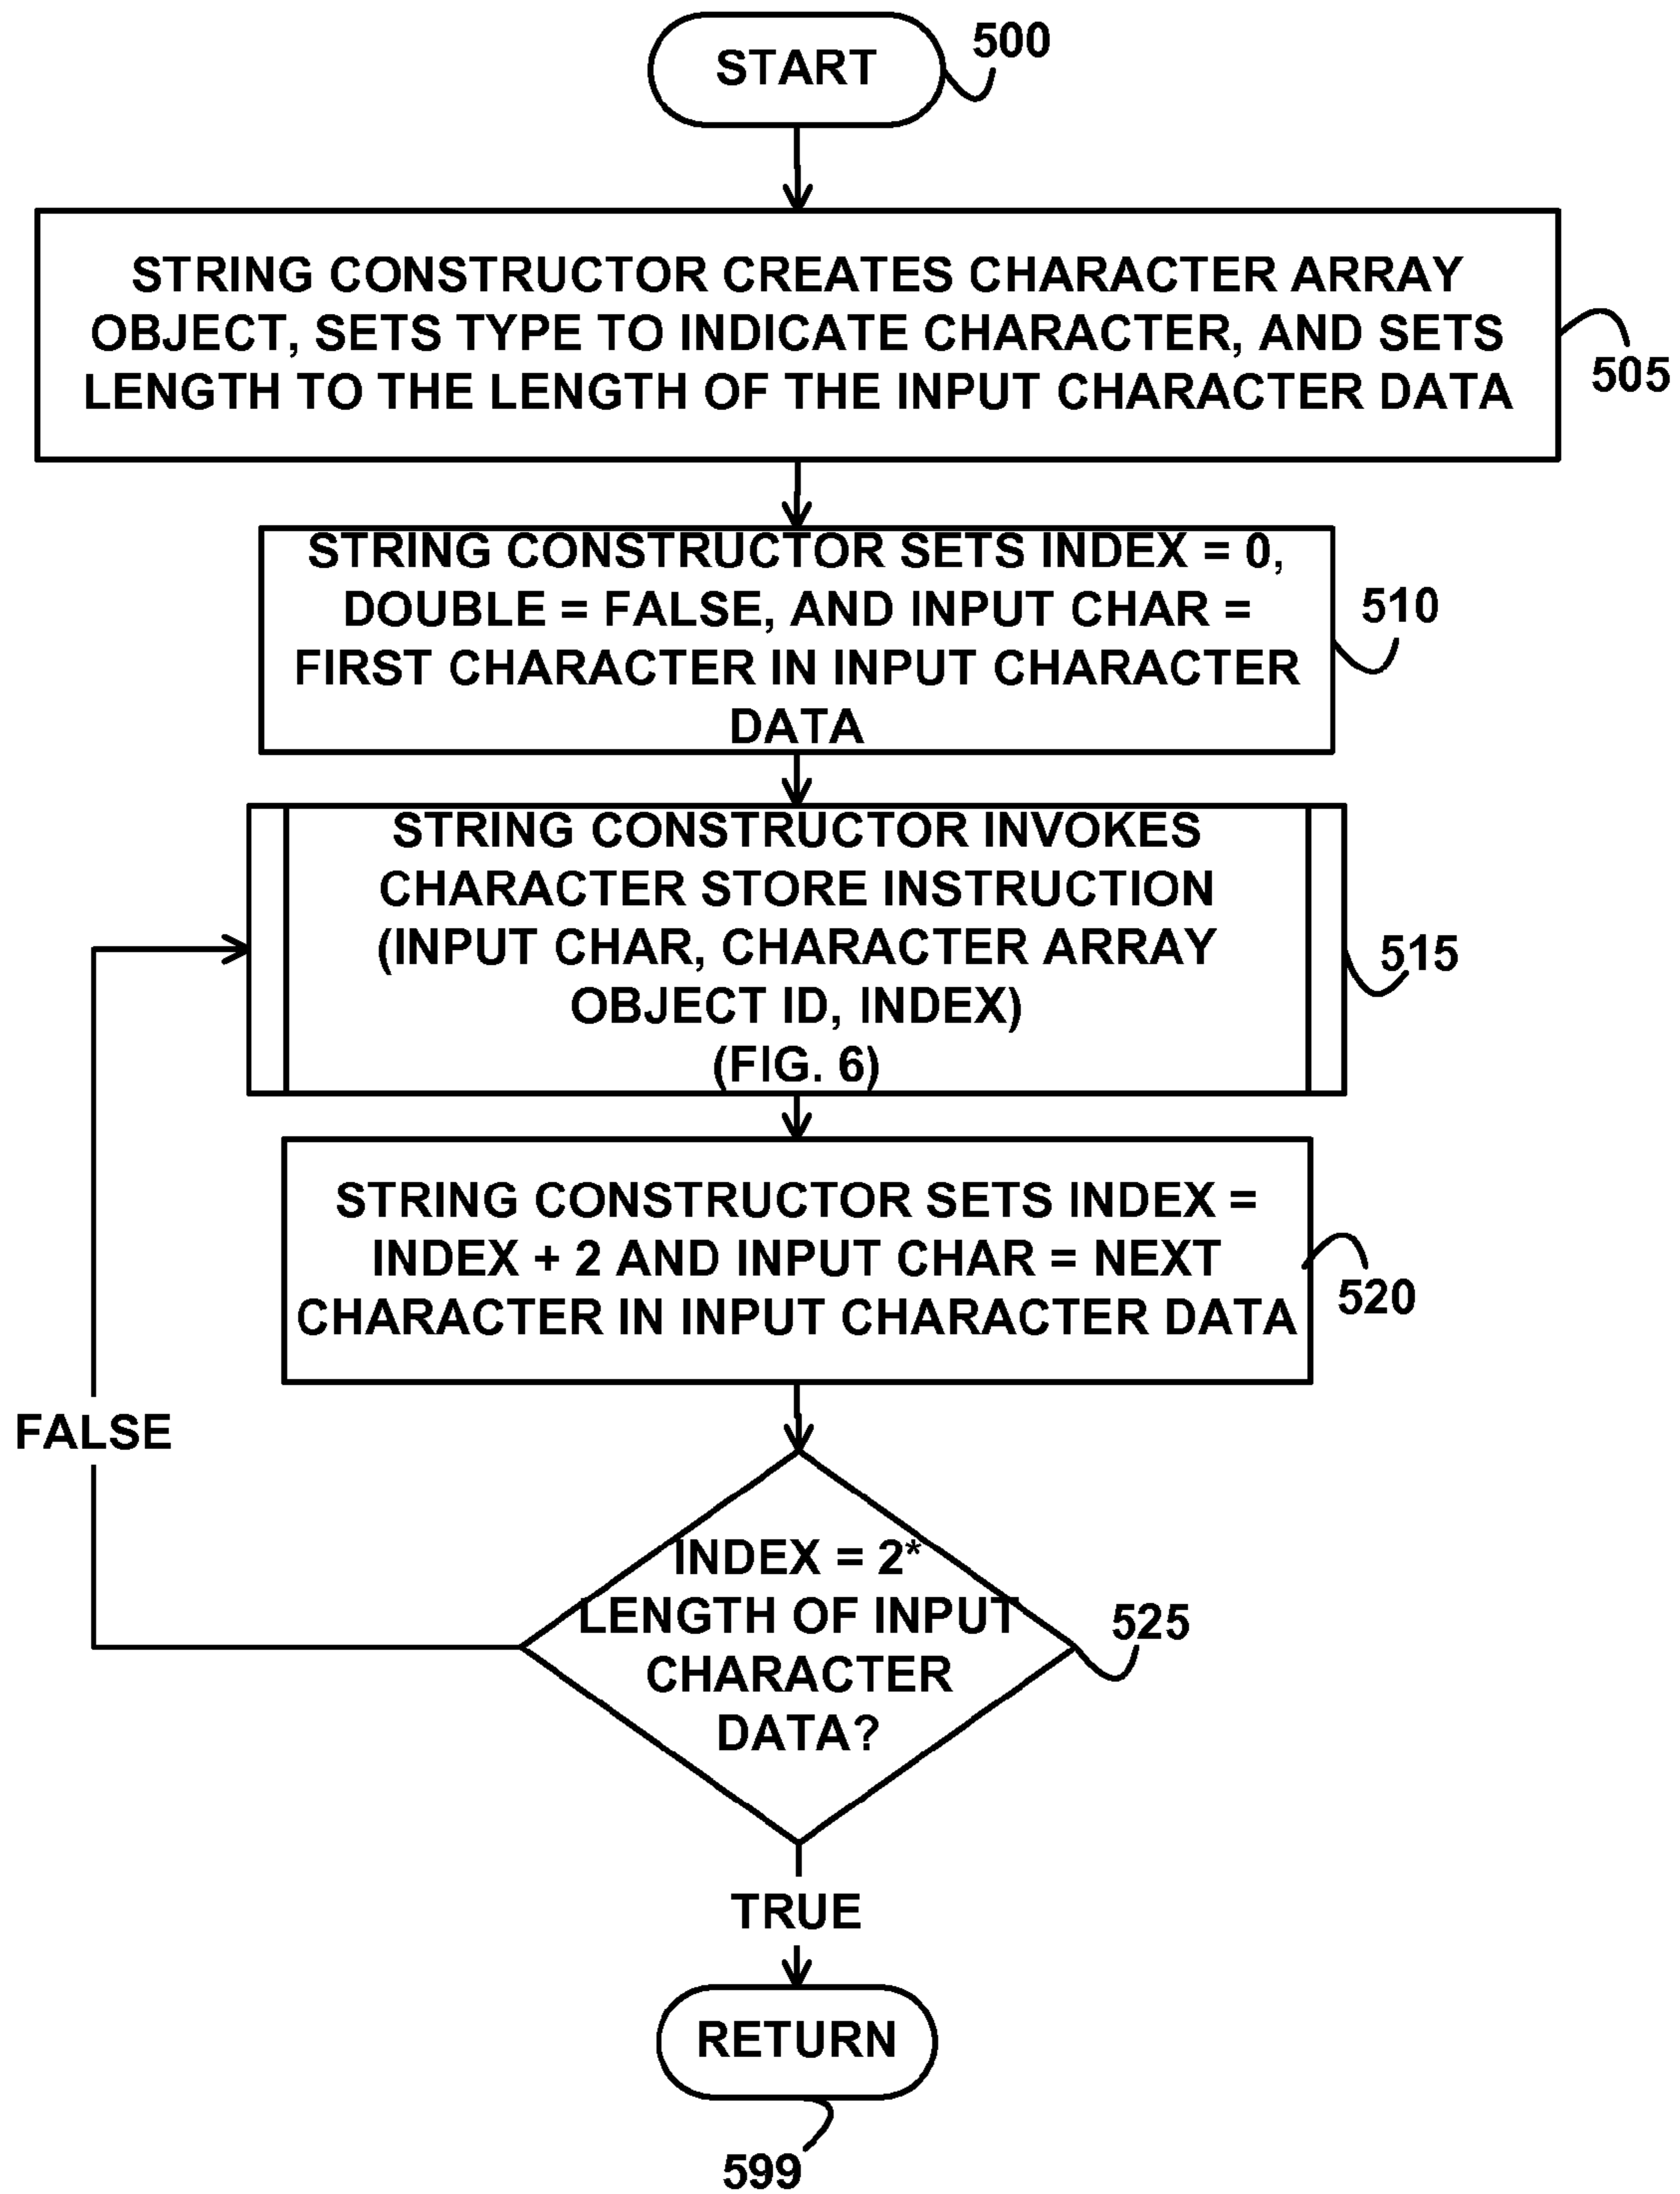 START
500
STRING CONSTRUCTOR CREATES CHARACTER ARRAY
OBJECT, SETS TYPE TO INDICATE CHARACTER, AND SETS
LENGTH TO THE LENGTH OF THE INPUT CHARACTER DATA
505
STRING CONSTRUCTOR SETS INDEX = 0,
DOUBLE = FALSE, AND INPUT CHAR =
FIRST CHARACTER IN INPUT CHARACTER
DATA
510
STRING CONSTRUCTOR INVOKES
CHARACTER STORE INSTRUCTION
(INPUT CHAR, CHARACTER ARRAY
OBJECT ID, INDEX)
(FIG. 6)
515
STRING CONSTRUCTOR SETS INDEX =
INDEX + 2 AND INPUT CHAR = NEXT
CHARACTER IN INPUT CHARACTER DATA
520
FALSE
INDEX = 2*
LENGTH OF INPUT
CHARACTER
DATA?
525
TRUE
RETURN
599